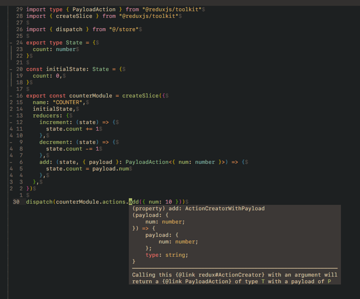 29 import type { PayloadAction } from "@reduxjs/toolkit"$
28 import { createSlice } from "@reduxjs/toolkit"$
27 $
26 import { dispatch } from "@/store"$
25 $
24 export type State = {$
23   count: number$
22 }$
21 $
20 const initialState: State = {$
19   count: 0,$
18 }$
17 $
16 export const counterModule = createSlice({$
15   name: "COUNTER",$
14   initialState,$
13   reducers: {$
12     increment: (state) => {$
11       state.count += 1$
10     },$
9     decrement: (state) => {$
8       state.count -= 1$
7     },$
6     add: (state, { payload }: PayloadAction<{ num: number }>) => {$
5       state.count = payload.num$
4     },$
3   },$
2 })$
1 $
30 dispatch(counterModule.actions.add({ num: 10 }))$
(property) add: ActionCreatorWithPayload
(payload: {
    num: number;
}) => {
    payload: {
        num: number;
    };
    type: string;
}
Calling this {@link redux#ActionCreator} with an argument will
return a {@link PayloadAction} of type T with a payload of P